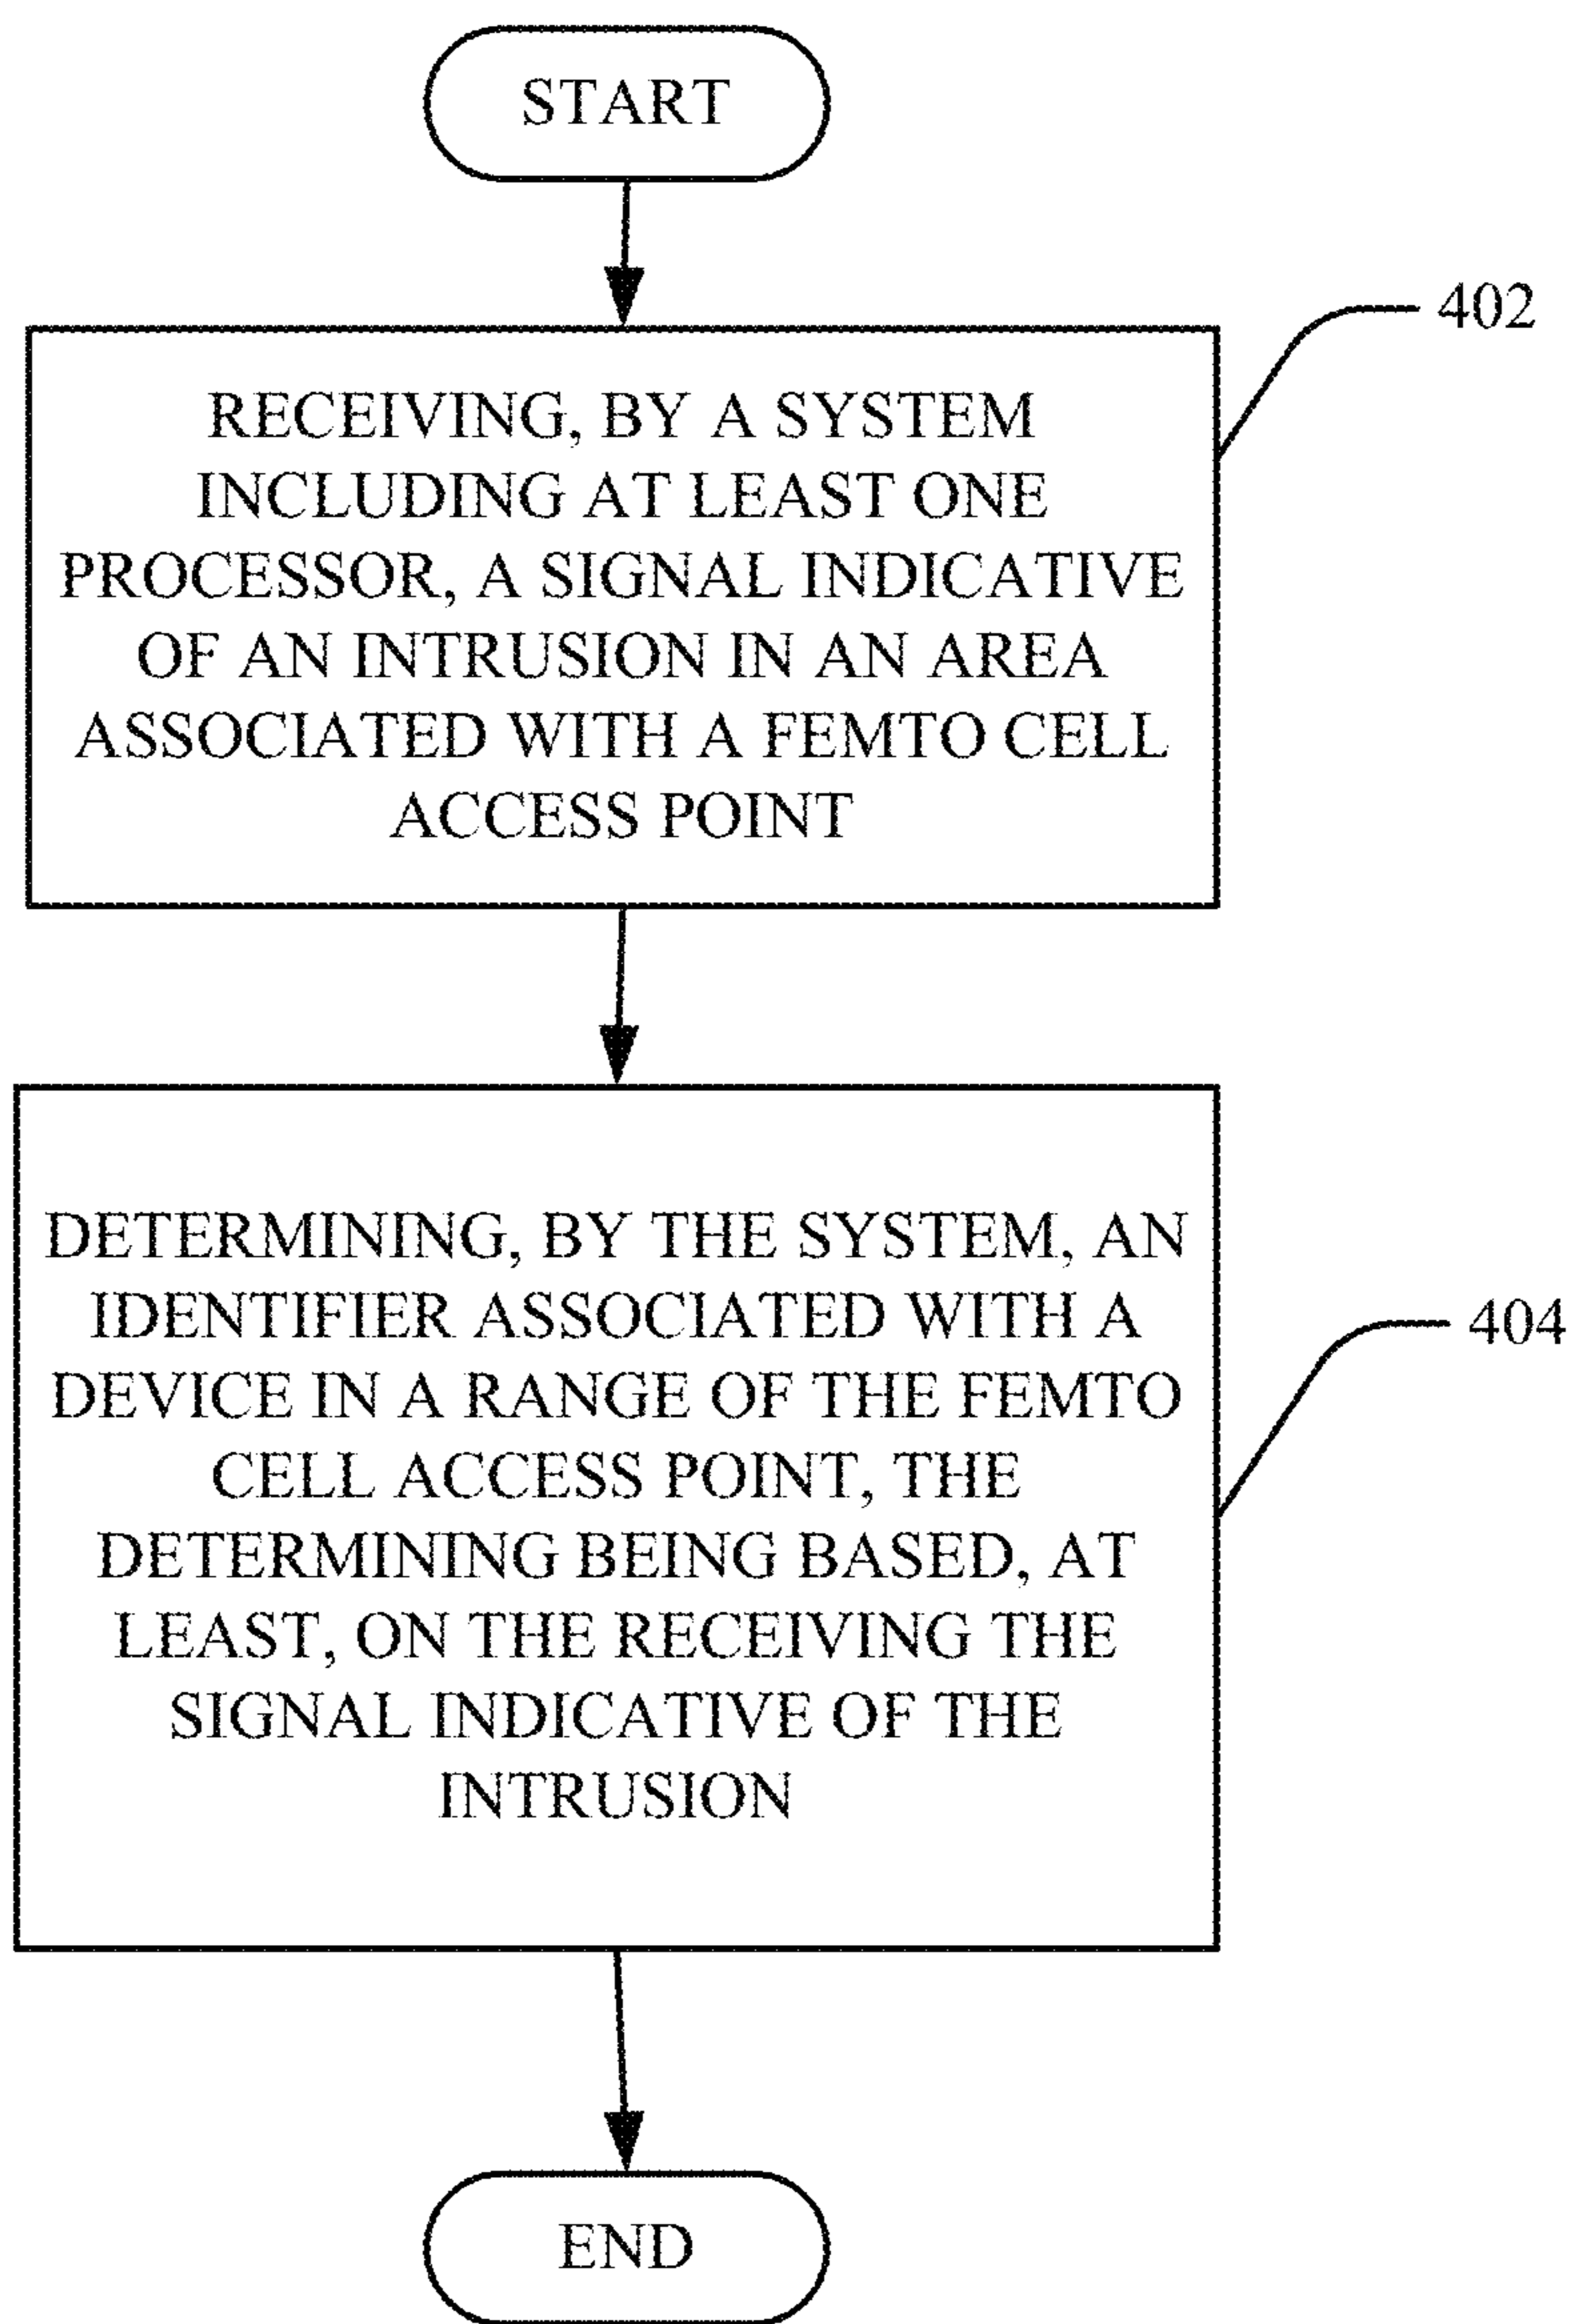 START
402
RECEIVING, BY A SYSTEM
INCLUDING AT LEAST ONE
PROCESSOR, A SIGNAL INDICATIVE
OF AN INTRUSION IN AN AREA
ASSOCIATED WITH A FEMTO CELL
ACCESS POINT
DETERMINING, BY THE SYSTEM, AN
IDENTIFIER ASSOCIATED WITH A
DEVICE IN A RANGE OF THE FEMTO
CELL ACCESS POINT, THE
DETERMINING BEING BASED, AT
LEAST, ON THE RECEIVING THE
SIGNAL INDICATIVE OF THE
INTRUSION
404
END